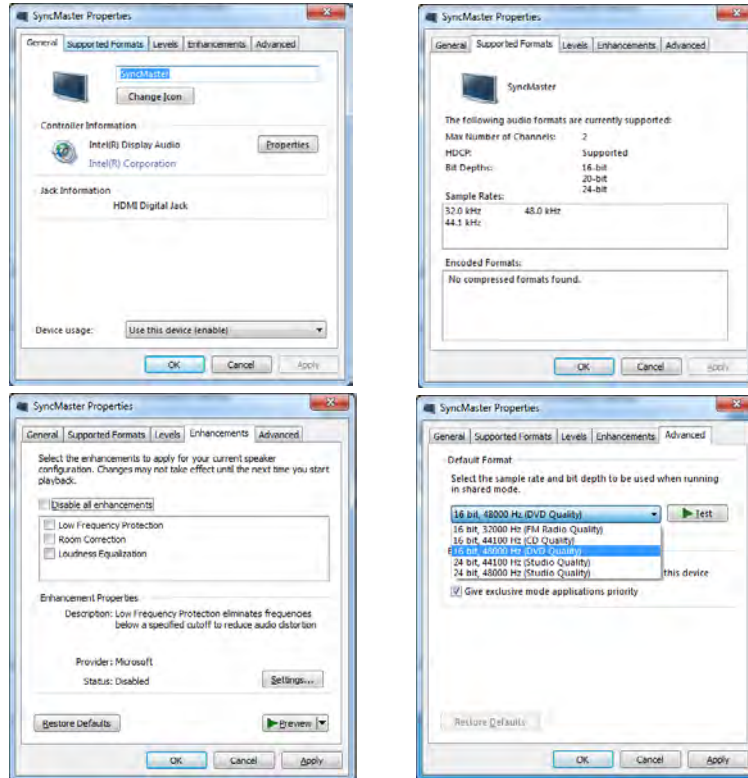 SyncMaster Properties
General Supported Formats Levels Enhancements Advanced
SyncMaster
Change Icon
Controller Information
Intel(R) Display Audio Properties
Intel(R) Corporation
Jack Information
HDMI Digital Jack
Device usage: Use this device (enable)
OK Cancel Apply
SyncMaster Properties
General Supported Formats Levels Enhancements Advanced
SyncMaster
The following audio formats are currently supported:
Max Number of Channels: 2
HDCP: Supported
Bit Depths: 16-bit
20-bit
24-bit
Sample Rates:
32.0 kHz 48.0 kHz
44.1 kHz
Encoded Formats:
No compressed formats found.
OK Cancel Apply
SyncMaster Properties
General Supported Formats Levels Enhancements Advanced
Select the enhancements to apply for your current speaker
configuration. Changes may not take effect until the next time you start
playback.
Disable all enhancements
Low Frequency Protection
Room Correction
Loudness Equalization
Enhancement Properties
Description: Low Frequency Protection eliminates frequencies
below a specified cutoff to reduce audio distortion
Provider: Microsoft
Status: Disabled Settings...
Restore Defaults Preview
OK Cancel Apply
SyncMaster Properties
General Supported Formats Levels Enhancements Advanced
Default Format
Select the sample rate and bit depth to be used when running
in shared mode.
16 bit, 48000 Hz (DVD Quality) Test
16 bit, 32000 Hz (FM Radio Quality)
16 bit, 44100 Hz (CD Quality)
16 bit, 48000 Hz (DVD Quality)
24 bit, 44100 Hz (Studio Quality)
24 bit, 48000 Hz (Studio Quality)
this device
Give exclusive mode applications priority
Restore Defaults
OK Cancel Apply